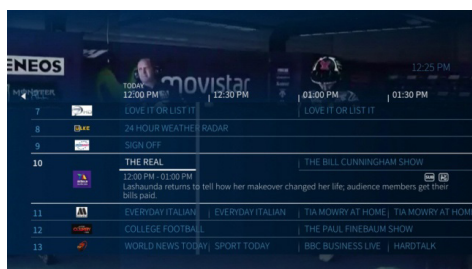 ENEOS
MONSTER
movistar
12:25 PM
TODAY
12:00 PM 12:30 PM 01:00 PM 01:30 PM
7 LOVE IT OR LIST IT LOVE IT OR LIST IT
8 24 HOUR WEATHER RADAR
9 SIGN OFF
10 THE REAL THE BILL CUNNINGHAM SHOW
12:00 PM - 01:00 PM
Lashaunda returns to tell how her makeover changed her life; audience members get their
bills paid.
11 EVERYDAY ITALIAN EVERYDAY ITALIAN TIA MOWRY AT HOME TIA MOWRY AT HOM
12 COLLEGE FOOTBALL THE PAUL FINEBAUM SHOW
13 WORLD NEWS TODAY SPORT TODAY BBC BUSINESS LIVE HARDTALK